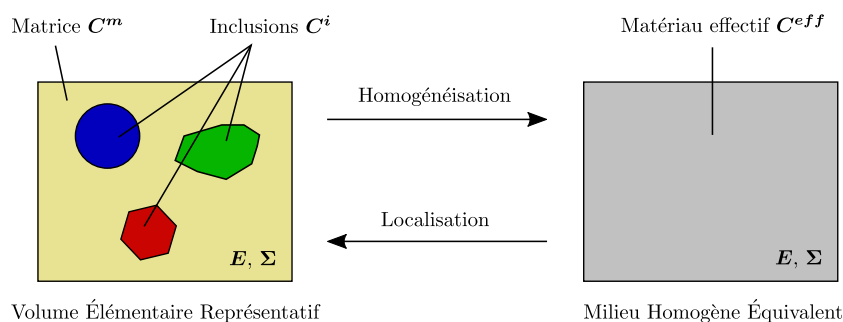 Matrice C^m
Inclusions C^i
Matériau effectif C^eff
Homogénéisation
Localisation
E, Σ
E, Σ
Volume Élémentaire Représentatif
Milieu Homogène Équivalent